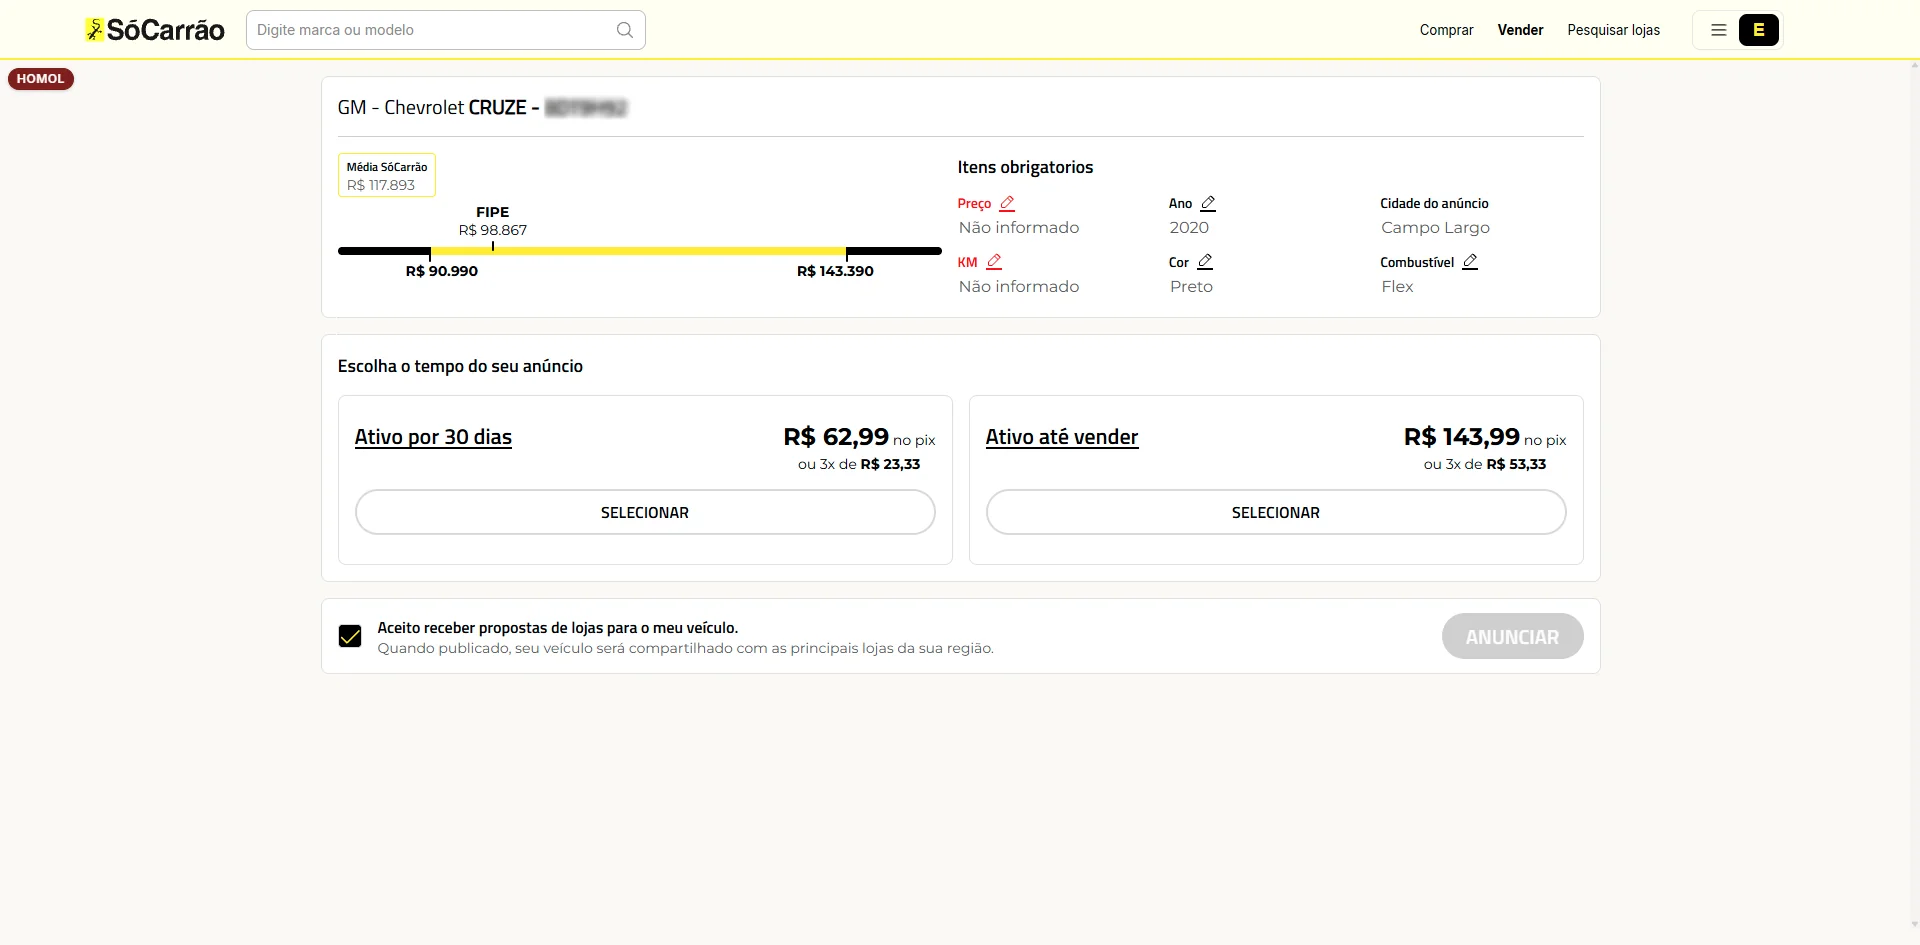 SóCarrão
Digite marca ou modelo
Comprar
Vender
Pesquisar lojas
E
HOMOL
GM - Chevrolet CRUZE -
Média SóCarrão
R$ 117.893
FIPE
R$ 98.867
R$ 90.990
R$ 143.390
Itens obrigatorios
Preço
Não informado
Ano
2020
Cidade do anúncio
Campo Largo
KM
Não informado
Cor
Preto
Combustível
Flex
Escolha o tempo do seu anúncio
Ativo por 30 dias
R$ 62,99 no pix
ou 3x de R$ 23,33
SELECIONAR
Ativo até vender
R$ 143,99 no pix
ou 3x de R$ 53,33
SELECIONAR
Aceito receber propostas de lojas para o meu veículo.
Quando publicado, seu veículo será compartilhado com as principais lojas da sua região.
ANUNCIAR